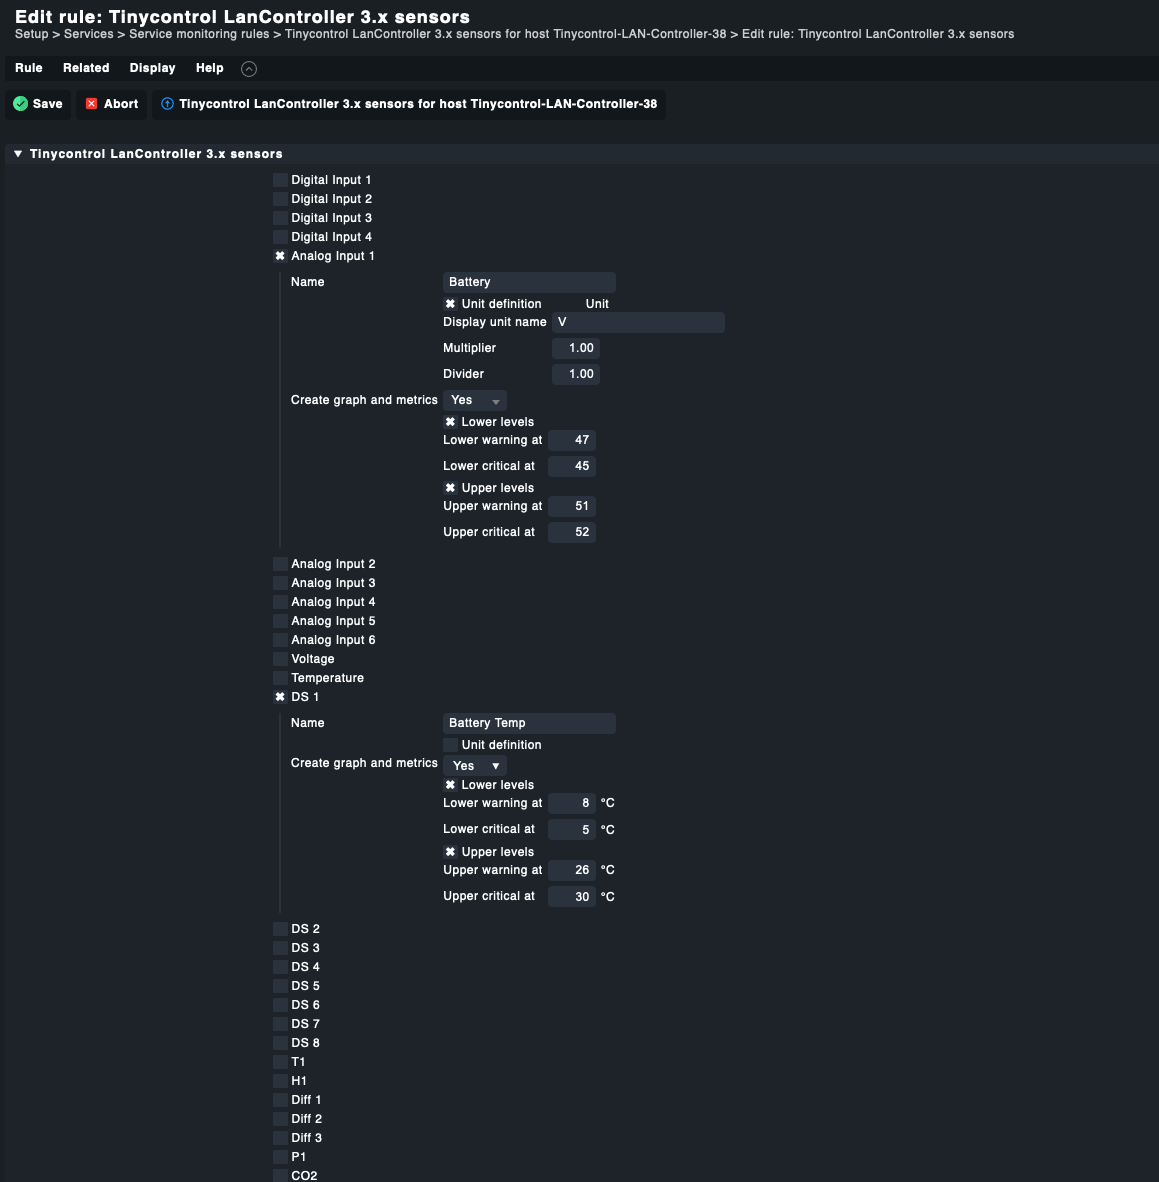 Edit rule: Tinycontrol LanController 3.x sensors
Setup > Services > Service monitoring rules > Tinycontrol LanController 3.x sensors for host Tinycontrol-LAN-Controller-38 > Edit rule: Tinycontrol LanController 3.x sensors
Rule Related Display Help
Save Abort Tinycontrol LanController 3.x sensors for host Tinycontrol-LAN-Controller-38
Tinycontrol LanController 3.x sensors
Digital Input 1
Digital Input 2
Digital Input 3
Digital Input 4
Analog Input 1
Name Battery
Unit definition Unit
Display unit name V
Multiplier 1.00
Divider 1.00
Create graph and metrics Yes
Lower levels
Lower warning at 47
Lower critical at 45
Upper levels
Upper warning at 51
Upper critical at 52
Analog Input 2
Analog Input 3
Analog Input 4
Analog Input 5
Analog Input 6
Voltage
Temperature
DS 1
Name Battery Temp
Unit definition
Create graph and metrics Yes
Lower levels
Lower warning at 8 °C
Lower critical at 5 °C
Upper levels
Upper warning at 26 °C
Upper critical at 30 °C
DS 2
DS 3
DS 4
DS 5
DS 6
DS 7
DS 8
T1
H1
Diff 1
Diff 2
Diff 3
P1
CO2